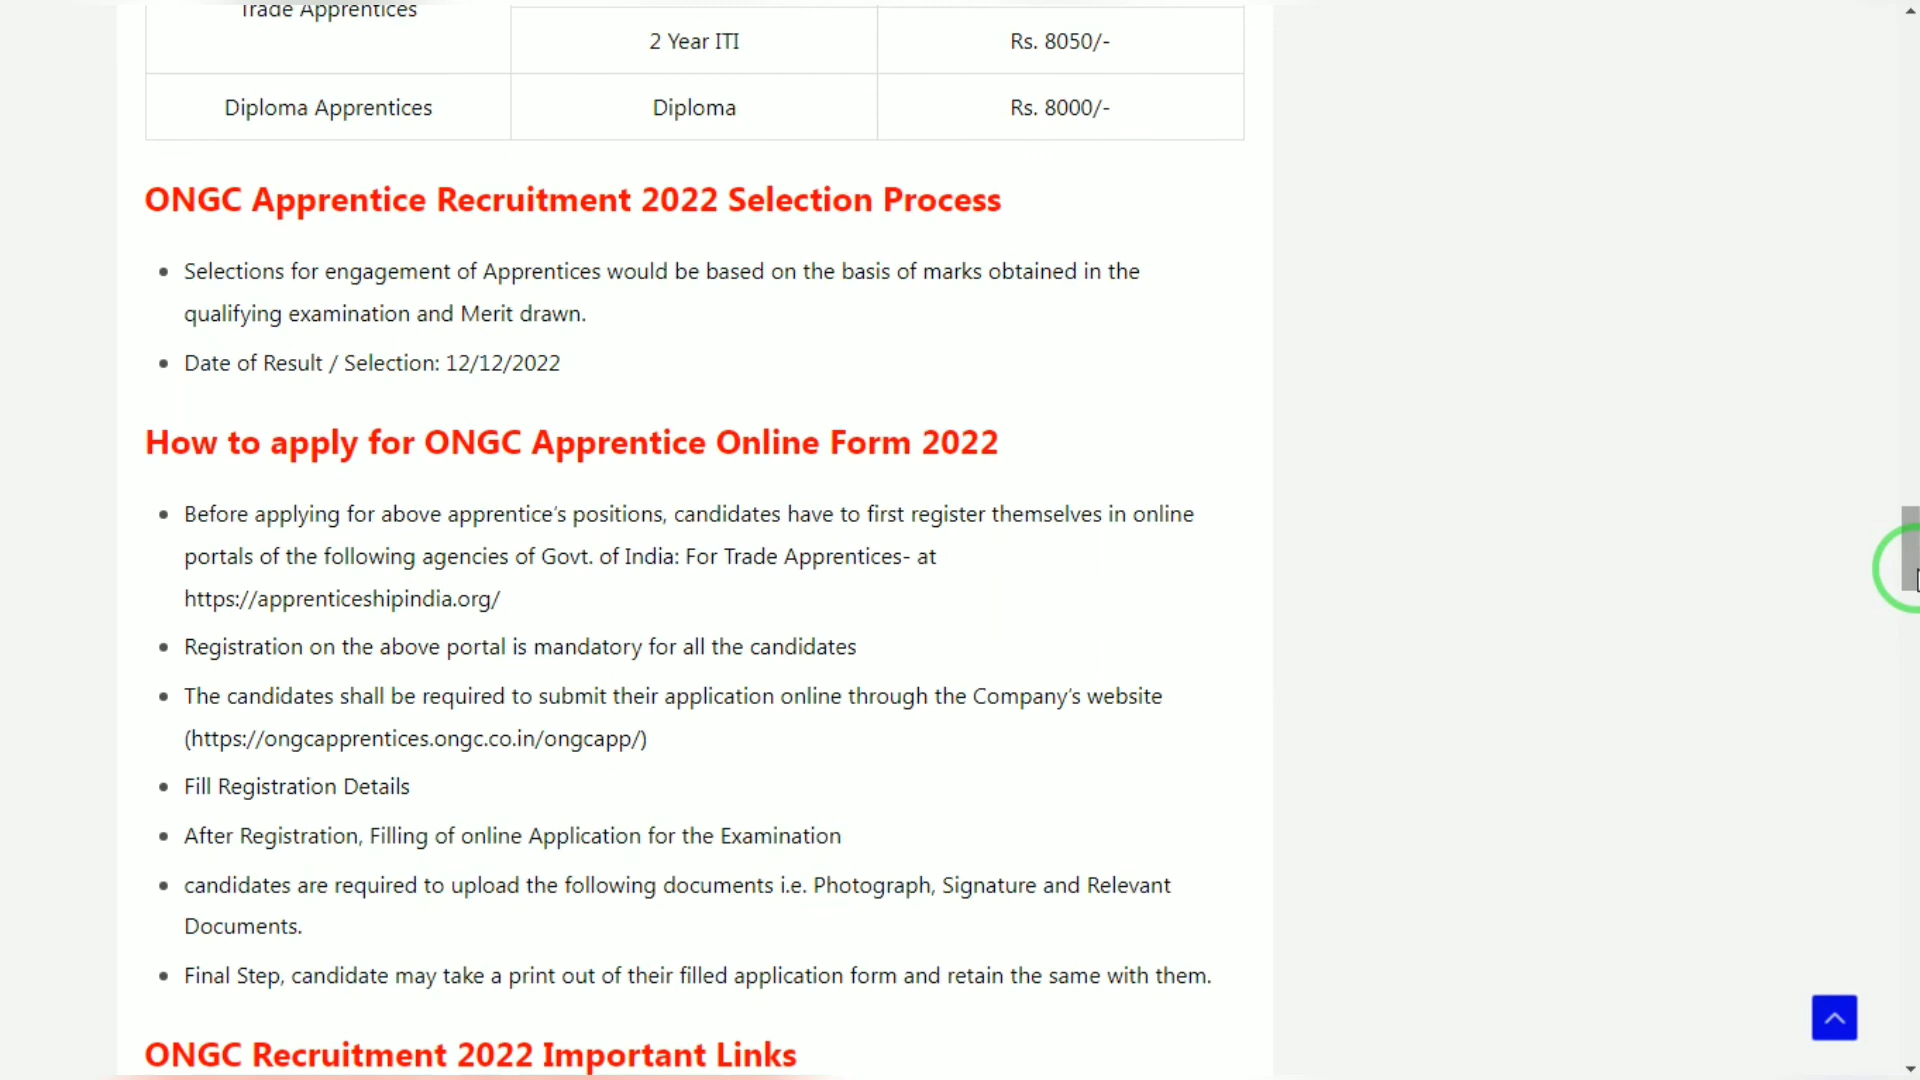 Trade Apprentices
2 Year ITI
Rs. 8050/-
Diploma Apprentices
Diploma
Rs. 8000/-
ONGC Apprentice Recruitment 2022 Selection Process
Selections for engagement of Apprentices would be based on the basis of marks obtained in the
qualifying examination and Merit drawn.
Date of Result / Selection: 12/12/2022
How to apply for ONGC Apprentice Online Form 2022
Before applying for above apprentice’s positions, candidates have to first register themselves in online
portals of the following agencies of Govt. of India: For Trade Apprentices- at
https://apprenticeshipindia.org/
Registration on the above portal is mandatory for all the candidates
The candidates shall be required to submit their application online through the Company’s website
(https://ongcapprentices.ongc.co.in/ongcapp/)
Fill Registration Details
After Registration, Filling of online Application for the Examination
candidates are required to upload the following documents i.e. Photograph, Signature and Relevant
Documents.
Final Step, candidate may take a print out of their filled application form and retain the same with them.
ONGC Recruitment 2022 Important Links